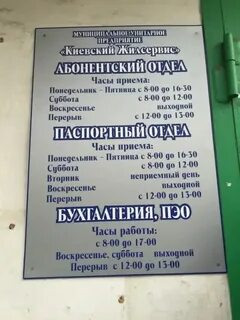 МУНИЦИПАЛЬНОЕ УНИТАРНОЕ
ПРЕДПРИЯТИЕ
«Киевский Жилсервис»
АБОНЕНТСКИЙ ОТДЕЛ
Часы приема:
Понедельник - Пятница с 8-00 до 16-30
Суббота с 8-00 до 12-00
Воскресенье выходной
Перерыв с 12-00 до 13-00
ПАСПОРТНЫЙ ОТДЕЛ
Часы приема:
Понедельник - Пятница с 8-00 до 16-30
Суббота с 8-00 до 12-00
Вторник неприемный день
Воскресенье выходной
Перерыв с 12-00 до 13-00
БУХГАЛТЕРИЯ, ПЭО
Часы работы:
с 8-00 до 17-00
Воскресенье, суббота выходной
Перерыв с 12-00 до 13-00